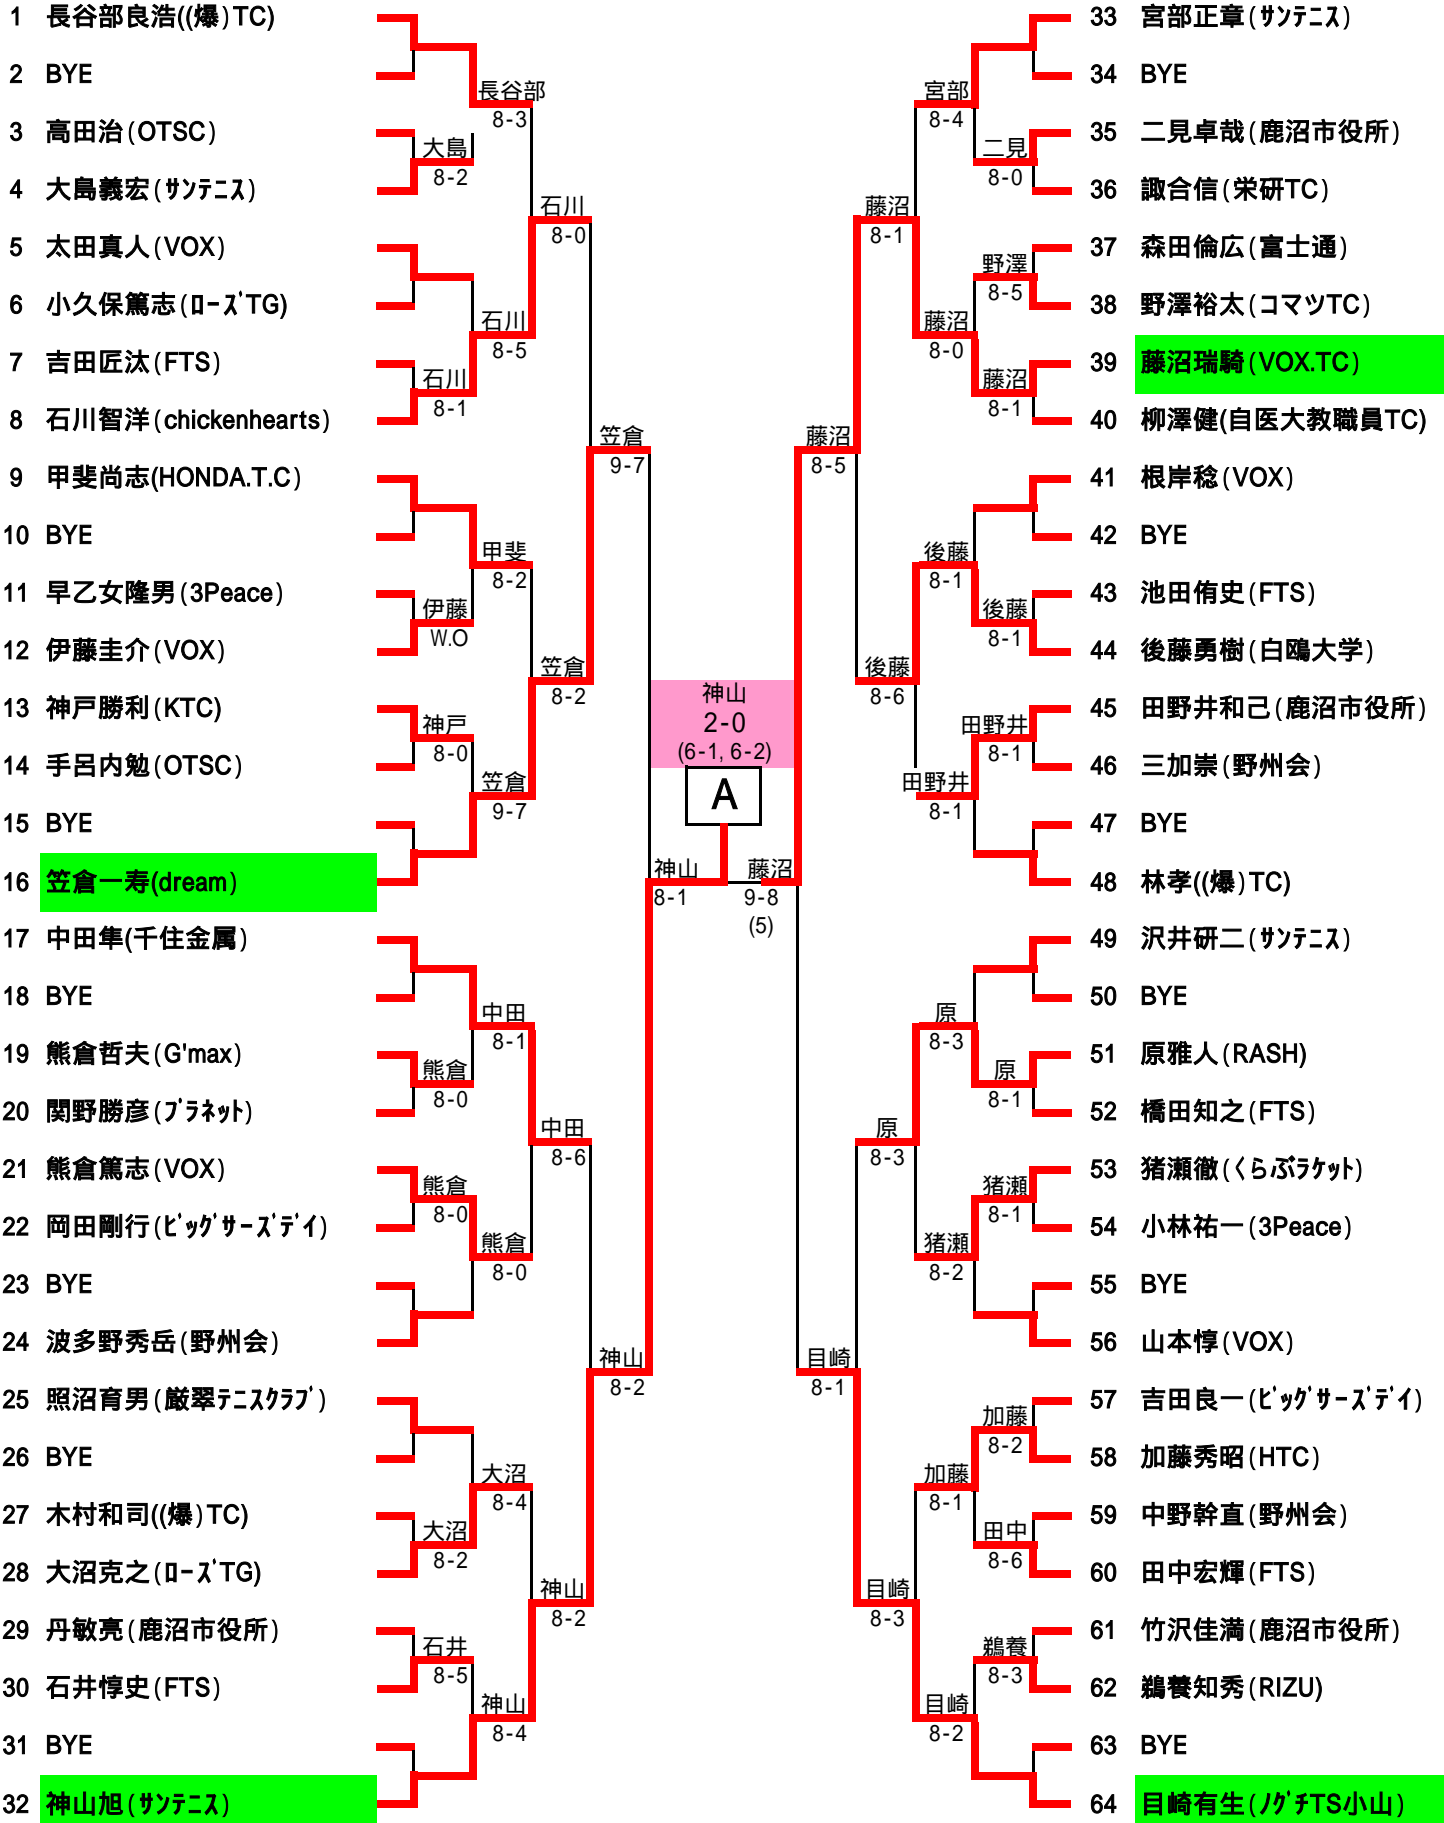 1 長谷部良浩((爆)TC)
2 BYE
3 高田治(OTSC)
4 大島義宏(ｻﾝﾃﾆｽ)
5 太田真人(VOX)
6 小久保篤志(ﾛｰｽﾞTG)
7 吉田匠汰(FTS)
8 石川智洋(chickenhearts)
9 甲斐尚志(HONDA.T.C)
10 BYE
11 早乙女隆男(3Peace)
12 伊藤圭介(VOX)
13 神戸勝利(KTC)
14 手呂内勉(OTSC)
15 BYE
16 笠倉一寿(dream)
17 中田隼(千住金属)
18 BYE
19 熊倉哲夫(G'max)
20 関野勝彦(ﾌﾟﾗﾈｯﾄ)
21 熊倉篤志(VOX)
22 岡田剛行(ﾋﾞｯｸﾞｻｰｽﾞﾃﾞｲ)
23 BYE
24 波多野秀岳(野州会)
25 照沼育男(厳翠ﾃﾆｽｸﾗﾌﾞ)
26 BYE
27 木村和司((爆)TC)
28 大沼克之(ﾛｰｽﾞTG)
29 丹敏亮(鹿沼市役所)
30 石井惇史(FTS)
31 BYE
32 神山旭(ｻﾝﾃﾆｽ)
大島
8-2
石川
8-1
伊藤
W.O
神戸
8-0
熊倉
8-0
熊倉
8-0
大沼
8-2
石井
8-5
長谷部
8-3
石川
8-5
甲斐
8-2
笠倉
9-7
中田
8-1
熊倉
8-0
大沼
8-4
神山
8-4
石川
8-0
笠倉
8-2
中田
8-6
神山
8-2
笠倉
9-7
神山
8-2
神山
8-1
神山
2-0
(6-1, 6-2)
A
藤沼
9-8
(5)
藤沼
8-5
目崎
8-1
藤沼
8-1
後藤
8-6
原
8-3
目崎
8-3
宮部
8-4
藤沼
8-0
後藤
8-1
田野井
8-1
原
8-3
猪瀬
8-2
加藤
8-1
目崎
8-2
二見
8-0
野澤
8-5
藤沼
8-1
後藤
8-1
田野井
8-1
原
8-1
猪瀬
8-1
加藤
8-2
田中
8-6
鵜養
8-3
33 宮部正章(ｻﾝﾃﾆｽ)
34 BYE
35 二見卓哉(鹿沼市役所)
36 諏合信(栄研TC)
37 森田倫広(富士通)
38 野澤裕太(コマツTC)
39 藤沼瑞騎(VOX.TC)
40 柳澤健(自医大教職員TC)
41 根岸稔(VOX)
42 BYE
43 池田侑史(FTS)
44 後藤勇樹(白鴎大学)
45 田野井和己(鹿沼市役所)
46 三加崇(野州会)
47 BYE
48 林孝((爆)TC)
49 沢井研二(ｻﾝﾃﾆｽ)
50 BYE
51 原雅人(RASH)
52 橋田知之(FTS)
53 猪瀬徹(くらぶﾗｹｯﾄ)
54 小林祐一(3Peace)
55 BYE
56 山本惇(VOX)
57 吉田良一(ﾋﾞｯｸﾞｻｰｽﾞﾃﾞｲ)
58 加藤秀昭(HTC)
59 中野幹直(野州会)
60 田中宏輝(FTS)
61 竹沢佳満(鹿沼市役所)
62 鵜養知秀(RIZU)
63 BYE
64 目崎有生(ﾉｸﾞﾁTS小山)